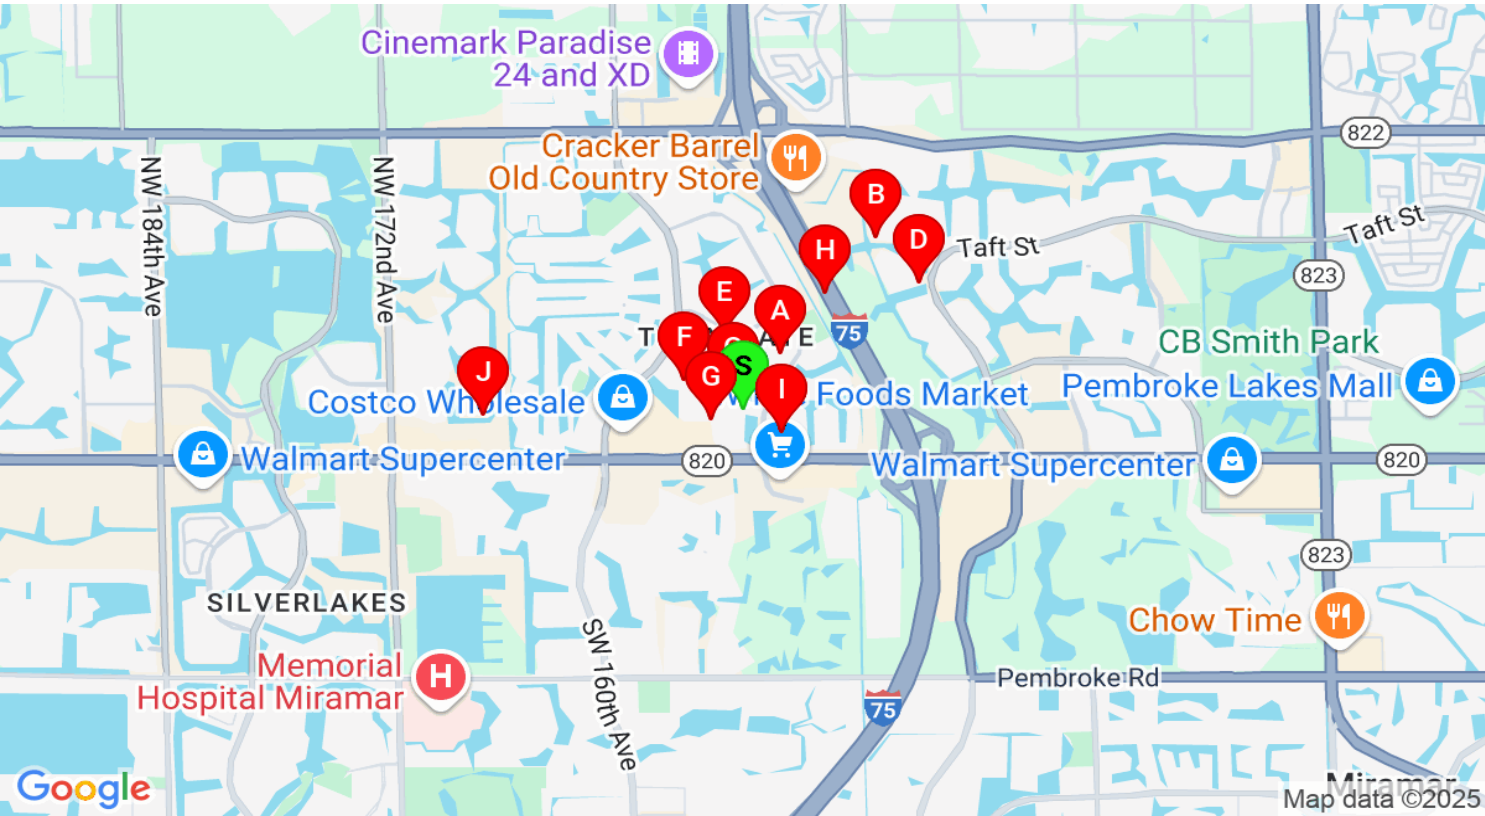 Cinemark Paradise
24 and XD
822
Cracker Barrel
Old Country Store
NW 184th Ave
NW 172nd Ave
B
D
H
Taft St
Taft St
823
E
A
F
75
S
G
I
J
CB Smith Park
Costco Wholesale
Foods Market
Pembroke Lakes Mall
Walmart Supercenter
820
Walmart Supercenter
820
823
SILVERLAKES
Chow Time
SW 160th Ave
Memorial
Hospital Miramar
H
Pembroke Rd
75
Google
Miramar
Map data ©2025